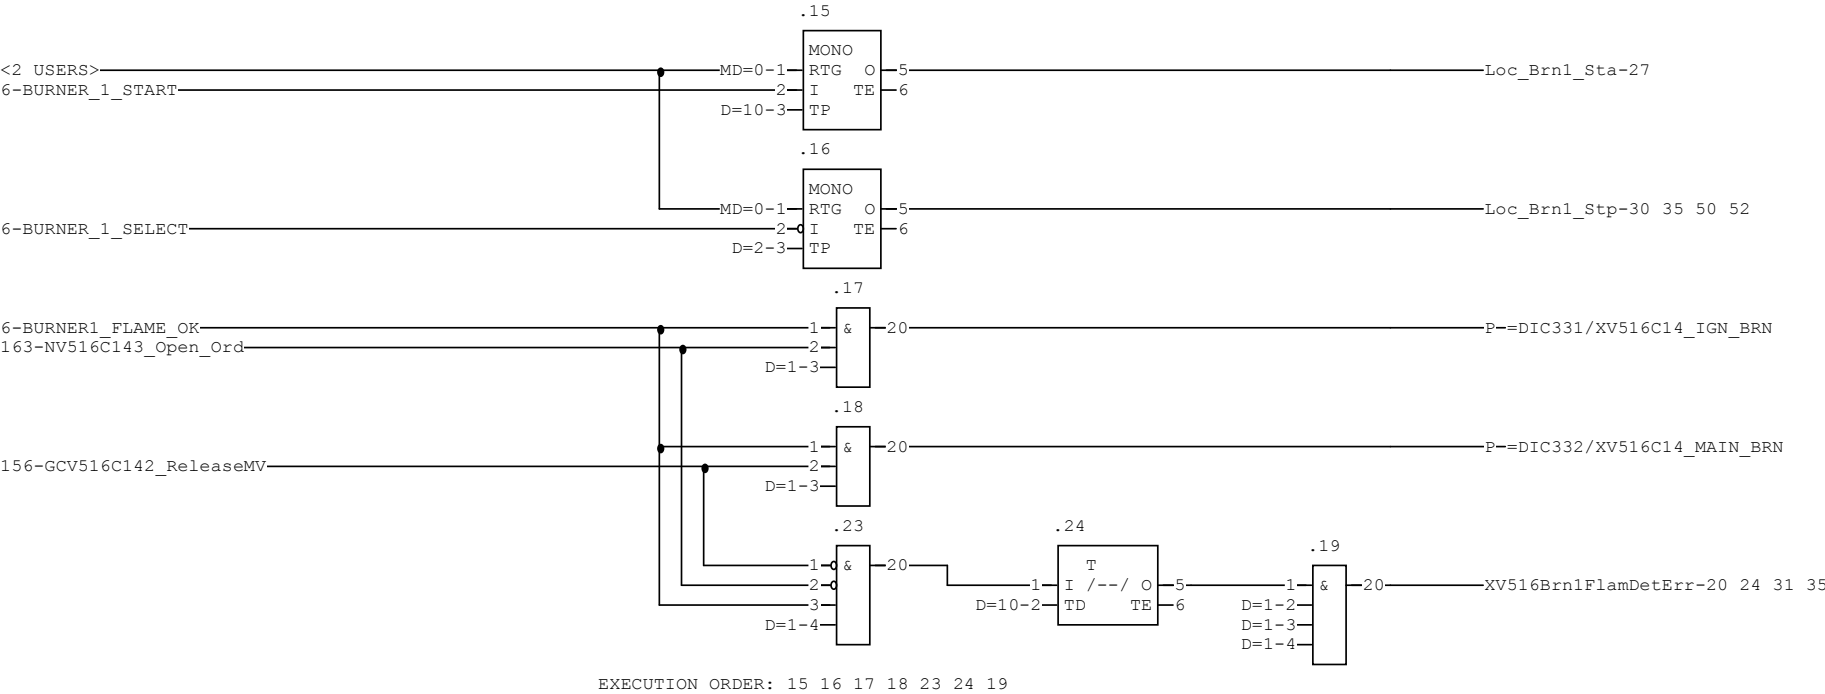 .15
MONO
<2 USERS> MD=0-1 RTG O 5 Loc_Brn1_Sta-27
6-BURNER_1_START 2 I TE 6
D=10-3 TP
.16
MONO
MD=0-1 RTG O 5 Loc_Brn1_Stp-30 35 50 52
6-BURNER_1_SELECT 2 I TE 6
D=2-3 TP
.17
6-BURNER1_FLAME_OK 1 & 20 P-=DIC331/XV516C14_IGN_BRN
163-NV516C143_Open_Ord 2
D=1-3
.18
1 & 20 P-=DIC332/XV516C14_MAIN_BRN
156-GCV516C142_ReleaseMV 2
D=1-3
.23 .24
.19
1 & 20 T
2 1 I /--/ O 5 1 & 20 XV516Brn1FlamDetErr-20 24 31 35
3 D=10-2 TD TE 6 D=1-2
D=1-4 D=1-3
D=1-4
EXECUTION ORDER: 15 16 17 18 23 24 19